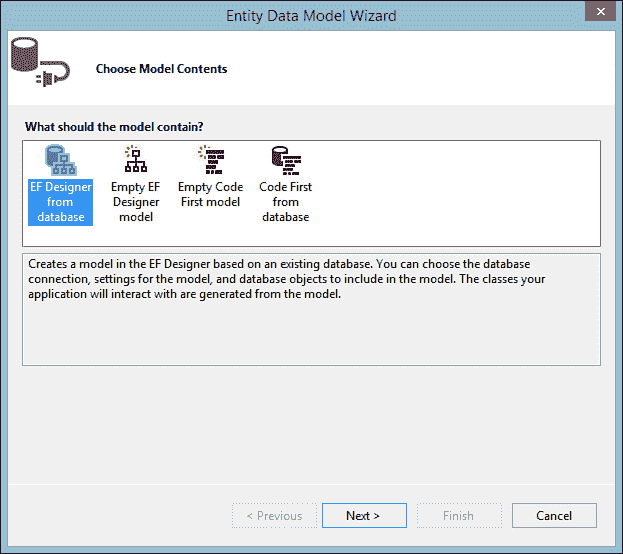 Entity Data Model Wizard
Choose Model Contents
What should the model contain?
EF Designer
from
database
Empty EF
Designer
model
Empty Code
First model
Code First
from
database
Creates a model in the EF Designer based on an existing database. You can choose the database
connection, settings for the model, and database objects to include in the model. The classes your
application will interact with are generated from the model.
< Previous
Next >
Finish
Cancel